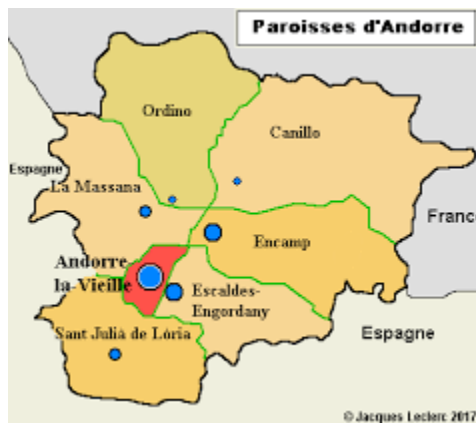 Paroisses d'Andorre
Ordino
Canillo
Espagne
La Massana
Franc
Encamp
Andorre
la-Vieille
Escaldes-
Engordany
Espagne
Sant Julià de Lòria
© Jacques Leclerc 2017